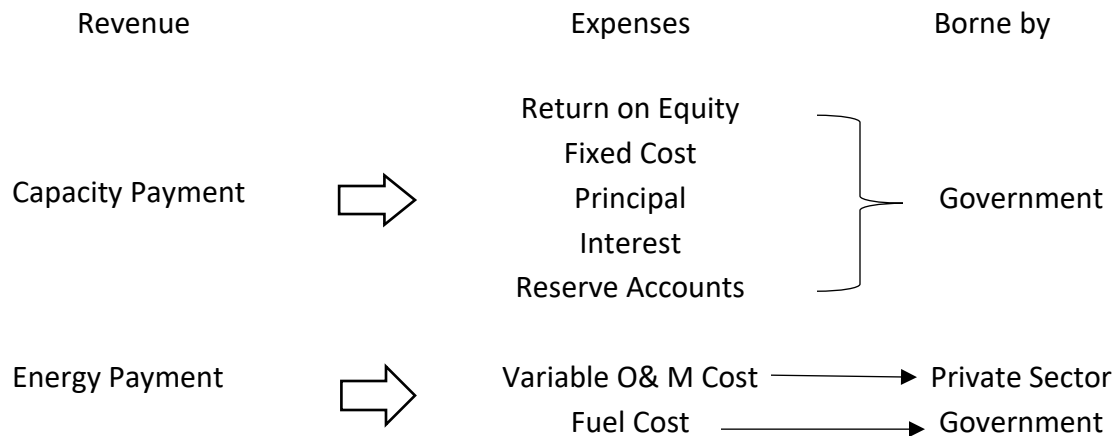 Revenue Expenses Borne by
Return on Equity
Fixed Cost
Capacity Payment Principal Government
Interest
Reserve Accounts
Energy Payment Variable O& M Cost Private Sector
Fuel Cost Government